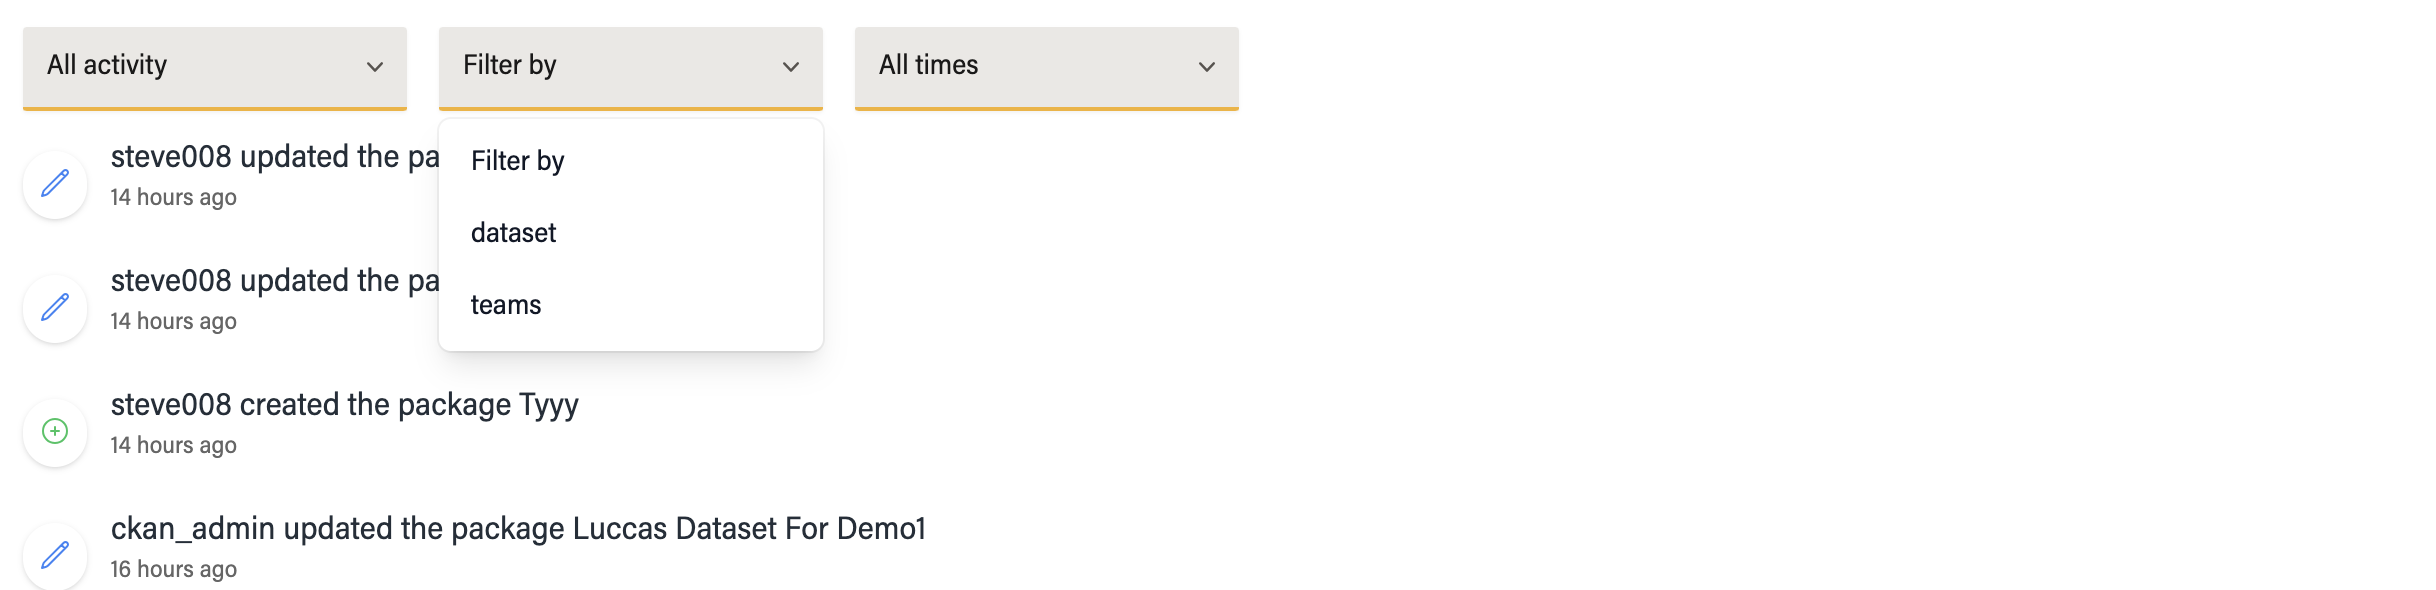 All activity
Filter by
All times
Filter by
dataset
teams
steve008 updated the pa
14 hours ago
steve008 updated the pa
14 hours ago
steve008 created the package Tyyy
14 hours ago
ckan_admin updated the package Luccas Dataset For Demo1
16 hours ago